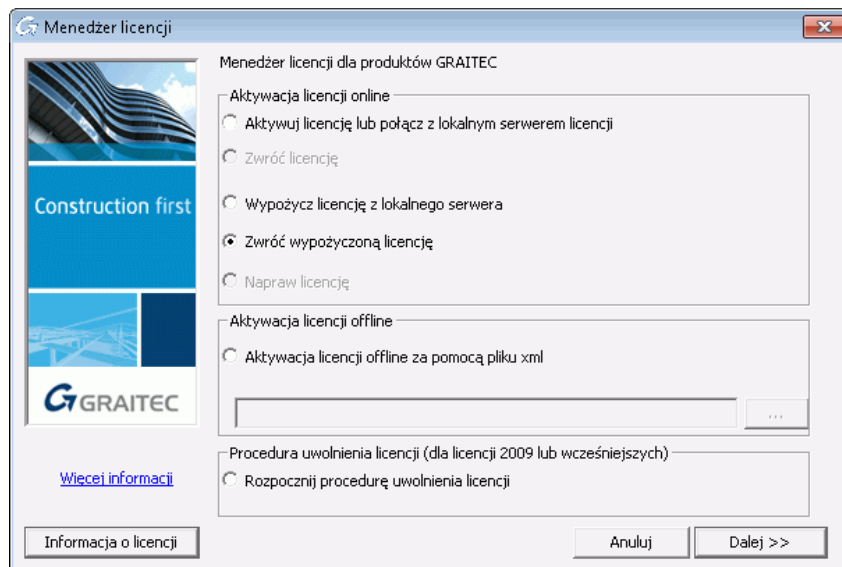 Menedżer licencji
Menedżer licencji dla produktów GRAITEC
Aktywacja licencji online
Aktywuj licencję lub połącz z lokalnym serwerem licencji
Zwróć licencję
Wypożycz licencję z lokalnego serwera
Zwróć wypożyczoną licencję
Napraw licencję
Construction first
GRAITEC
Aktywacja licencji offline
Aktywacja licencji offline za pomocą pliku xml
...
Procedura uwolnienia licencji (dla licencji 2009 lub wcześniejszych)
Rozpocznij procedurę uwolnienia licencji
Więcej informacji
Informacja o licencji
Anuluj
Dalej >>